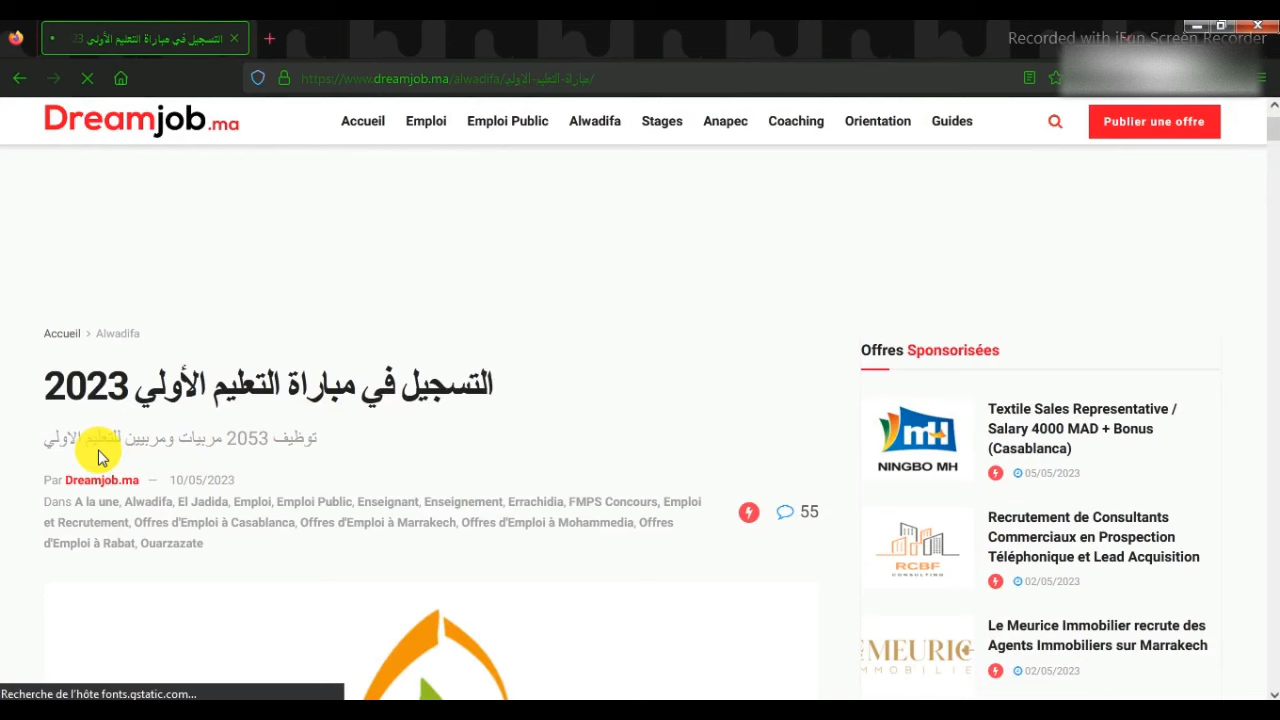 التسجيل في مباراة التعليم الأولي 23
Recorded with iFun Screen Recorder
https://www.dreamjob.ma/alwadifa/مباراة-التعليم-الاولي/
Dreamjob.ma
Accueil Emploi Emploi Public Alwadifa Stages Anapec Coaching Orientation Guides
Publier une offre
Accueil > Alwadifa
التسجيل في مباراة التعليم الأولي 2023
توظيف 2053 مربيات ومربيين للتعليم الاولي
Par Dreamjob.ma — 10/05/2023
Dans A la une, Alwadifa, El Jadida, Emploi, Emploi Public, Enseignant, Enseignement, Errachidia, FMPS Concours, Emploi
et Recrutement, Offres d'Emploi à Casablanca, Offres d'Emploi à Marrakech, Offres d'Emploi à Mohammedia, Offres
d'Emploi à Rabat, Ouarzazate
55
Offres Sponsorisées
NINGBO MH
Textile Sales Representative /
Salary 4000 MAD + Bonus
(Casablanca)
05/05/2023
RCBF
CONSULTING
Recrutement de Consultants
Commerciaux en Prospection
Téléphonique et Lead Acquisition
02/05/2023
Le Meurice Immobilier recrute des
Agents Immobiliers sur Marrakech
02/05/2023
Recherche de l'hôte fonts.gstatic.com...